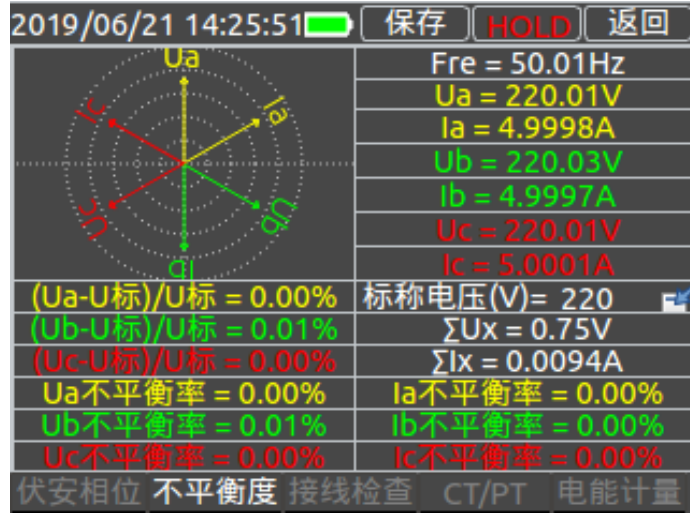 2019/06/21 14:25:51 保存 HOLD 返回
Ua
Ia
Ub
Ib
Uc
Ic
Fre = 50.01Hz
Ua = 220.01V
Ia = 4.9998A
Ub = 220.03V
Ib = 4.9997A
Uc = 220.01V
Ic = 5.0001A
(Ua-U标)/U标 = 0.00% 标称电压(V)= 220
(Ub-U标)/U标 = 0.01% ∑Ux = 0.75V
(Uc-U标)/U标 = 0.00% ∑Ix = 0.0094A
Ua不平衡率 = 0.00% Ia不平衡率 = 0.00%
Ub不平衡率 = 0.01% Ib不平衡率 = 0.00%
Uc不平衡率 = 0.00% Ic不平衡率 = 0.00%
伏安相位 不平衡度 接线检查 CT/PT 电能计量